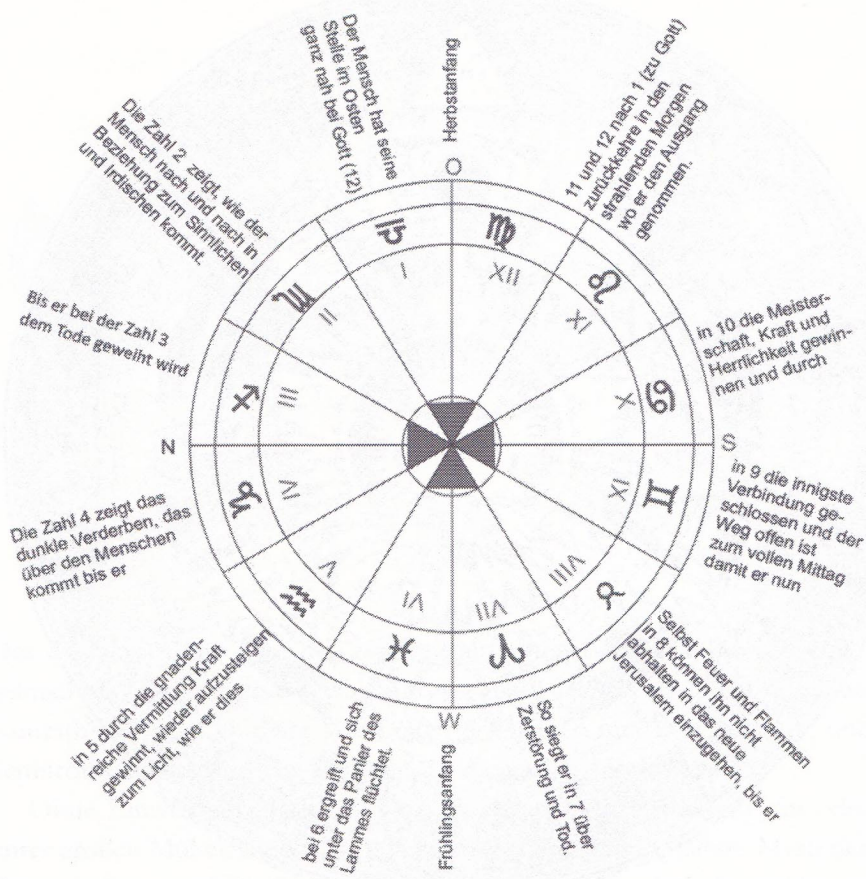 Herbstanfang
O
Der Mensch hat seine
Stelle im Osten
ganz nah bei Gott (12)
Die Zahl 2 zeigt, wie der
Mensch nach und nach in
Beziehung zum Sinnlichen
und Irdischen kommt.
Bis er bei der Zahl 3
dem Tode geweiht wird
N
Die Zahl 4 zeigt das
dunkle Verderben, das
über den Menschen
kommt bis er
in 5 durch die gnaden-
reiche Vermittlung Kraft
gewinnt, wieder aufzusteigen
zum Licht, wie er dies
bei 6 ergreift und sich
unter das Panier des
Lammes flüchtet.
W
Frühlingsanfang
So siegt er in 7 über
Zerstörung und Tod.
Selbst Feuer und Flammen
in 8 können ihn nicht
abhalten in das neue
Jerusalem einzugehen, bis er
in 9 die innigste
Verbindung ge-
schlossen und der
Weg offen ist
zum vollen Mittag
damit er nun
S
in 10 die Meister-
schaft, Kraft und
Herrlichkeit gewin-
nen und durch
11 und 12 nach 1 (zu Gott)
zurückkehre in den
strahlenden Morgen
wo er den Ausgang
genommen.
♎ I
♏ II
♐ III
♑ IV
♒ V
♓ VI
♈ VII
♉ VIII
♊ IX
♋ X
♌ XI
♍ XII